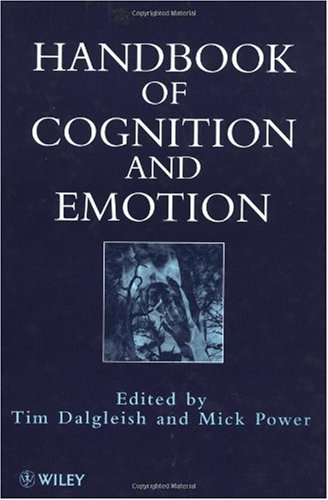 HANDBOOK
OF
COGNITION
AND
EMOTION
Edited by
Tim Dalgleish and Mick Power
WILEY